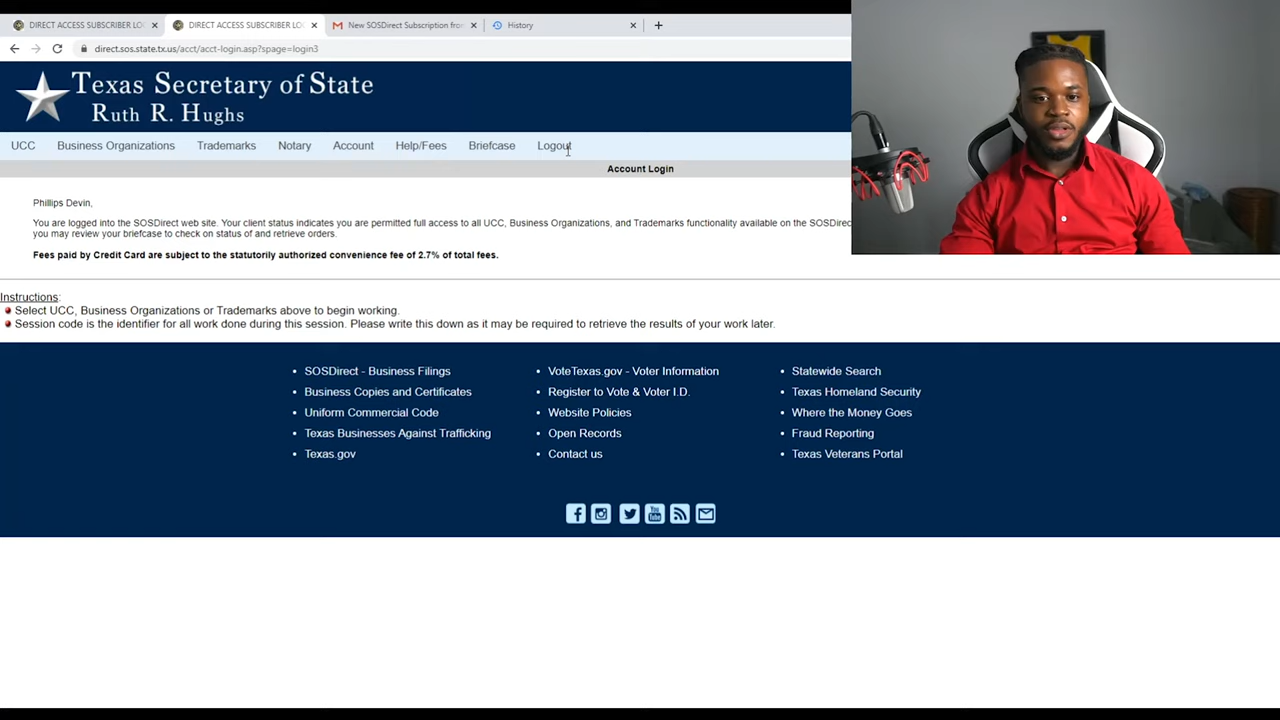 DIRECT ACCESS SUBSCRIBER LO
DIRECT ACCESS SUBSCRIBER LO
New SOSDirect Subscription from
History
direct.sos.state.tx.us/acct/acct-login.asp?spage=login3
Texas Secretary of State
Ruth R. Hughs
UCC Business Organizations Trademarks Notary Account Help/Fees Briefcase Logout
Account Login
Phillips Devin,
You are logged into the SOSDirect web site. Your client status indicates you are permitted full access to all UCC, Business Organizations, and Trademarks functionality available on the SOSDirec
you may review your briefcase to check on status of and retrieve orders.
Fees paid by Credit Card are subject to the statutorily authorized convenience fee of 2.7% of total fees.
Instructions:
Select UCC, Business Organizations or Trademarks above to begin working.
Session code is the identifier for all work done during this session. Please write this down as it may be required to retrieve the results of your work later.
SOSDirect - Business Filings
Business Copies and Certificates
Uniform Commercial Code
Texas Businesses Against Trafficking
Texas.gov
VoteTexas.gov - Voter Information
Register to Vote & Voter I.D.
Website Policies
Open Records
Contact us
Statewide Search
Texas Homeland Security
Where the Money Goes
Fraud Reporting
Texas Veterans Portal
You
Tube